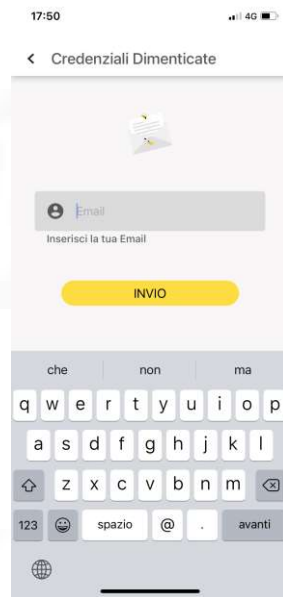 17:50
4G
Credenziali Dimenticate
Email
Inserisci la tua Email
INVIO
che non ma
q w e r t y u i o p
a s d f g h j k l
z x c v b n m
123 spazio @ . avanti